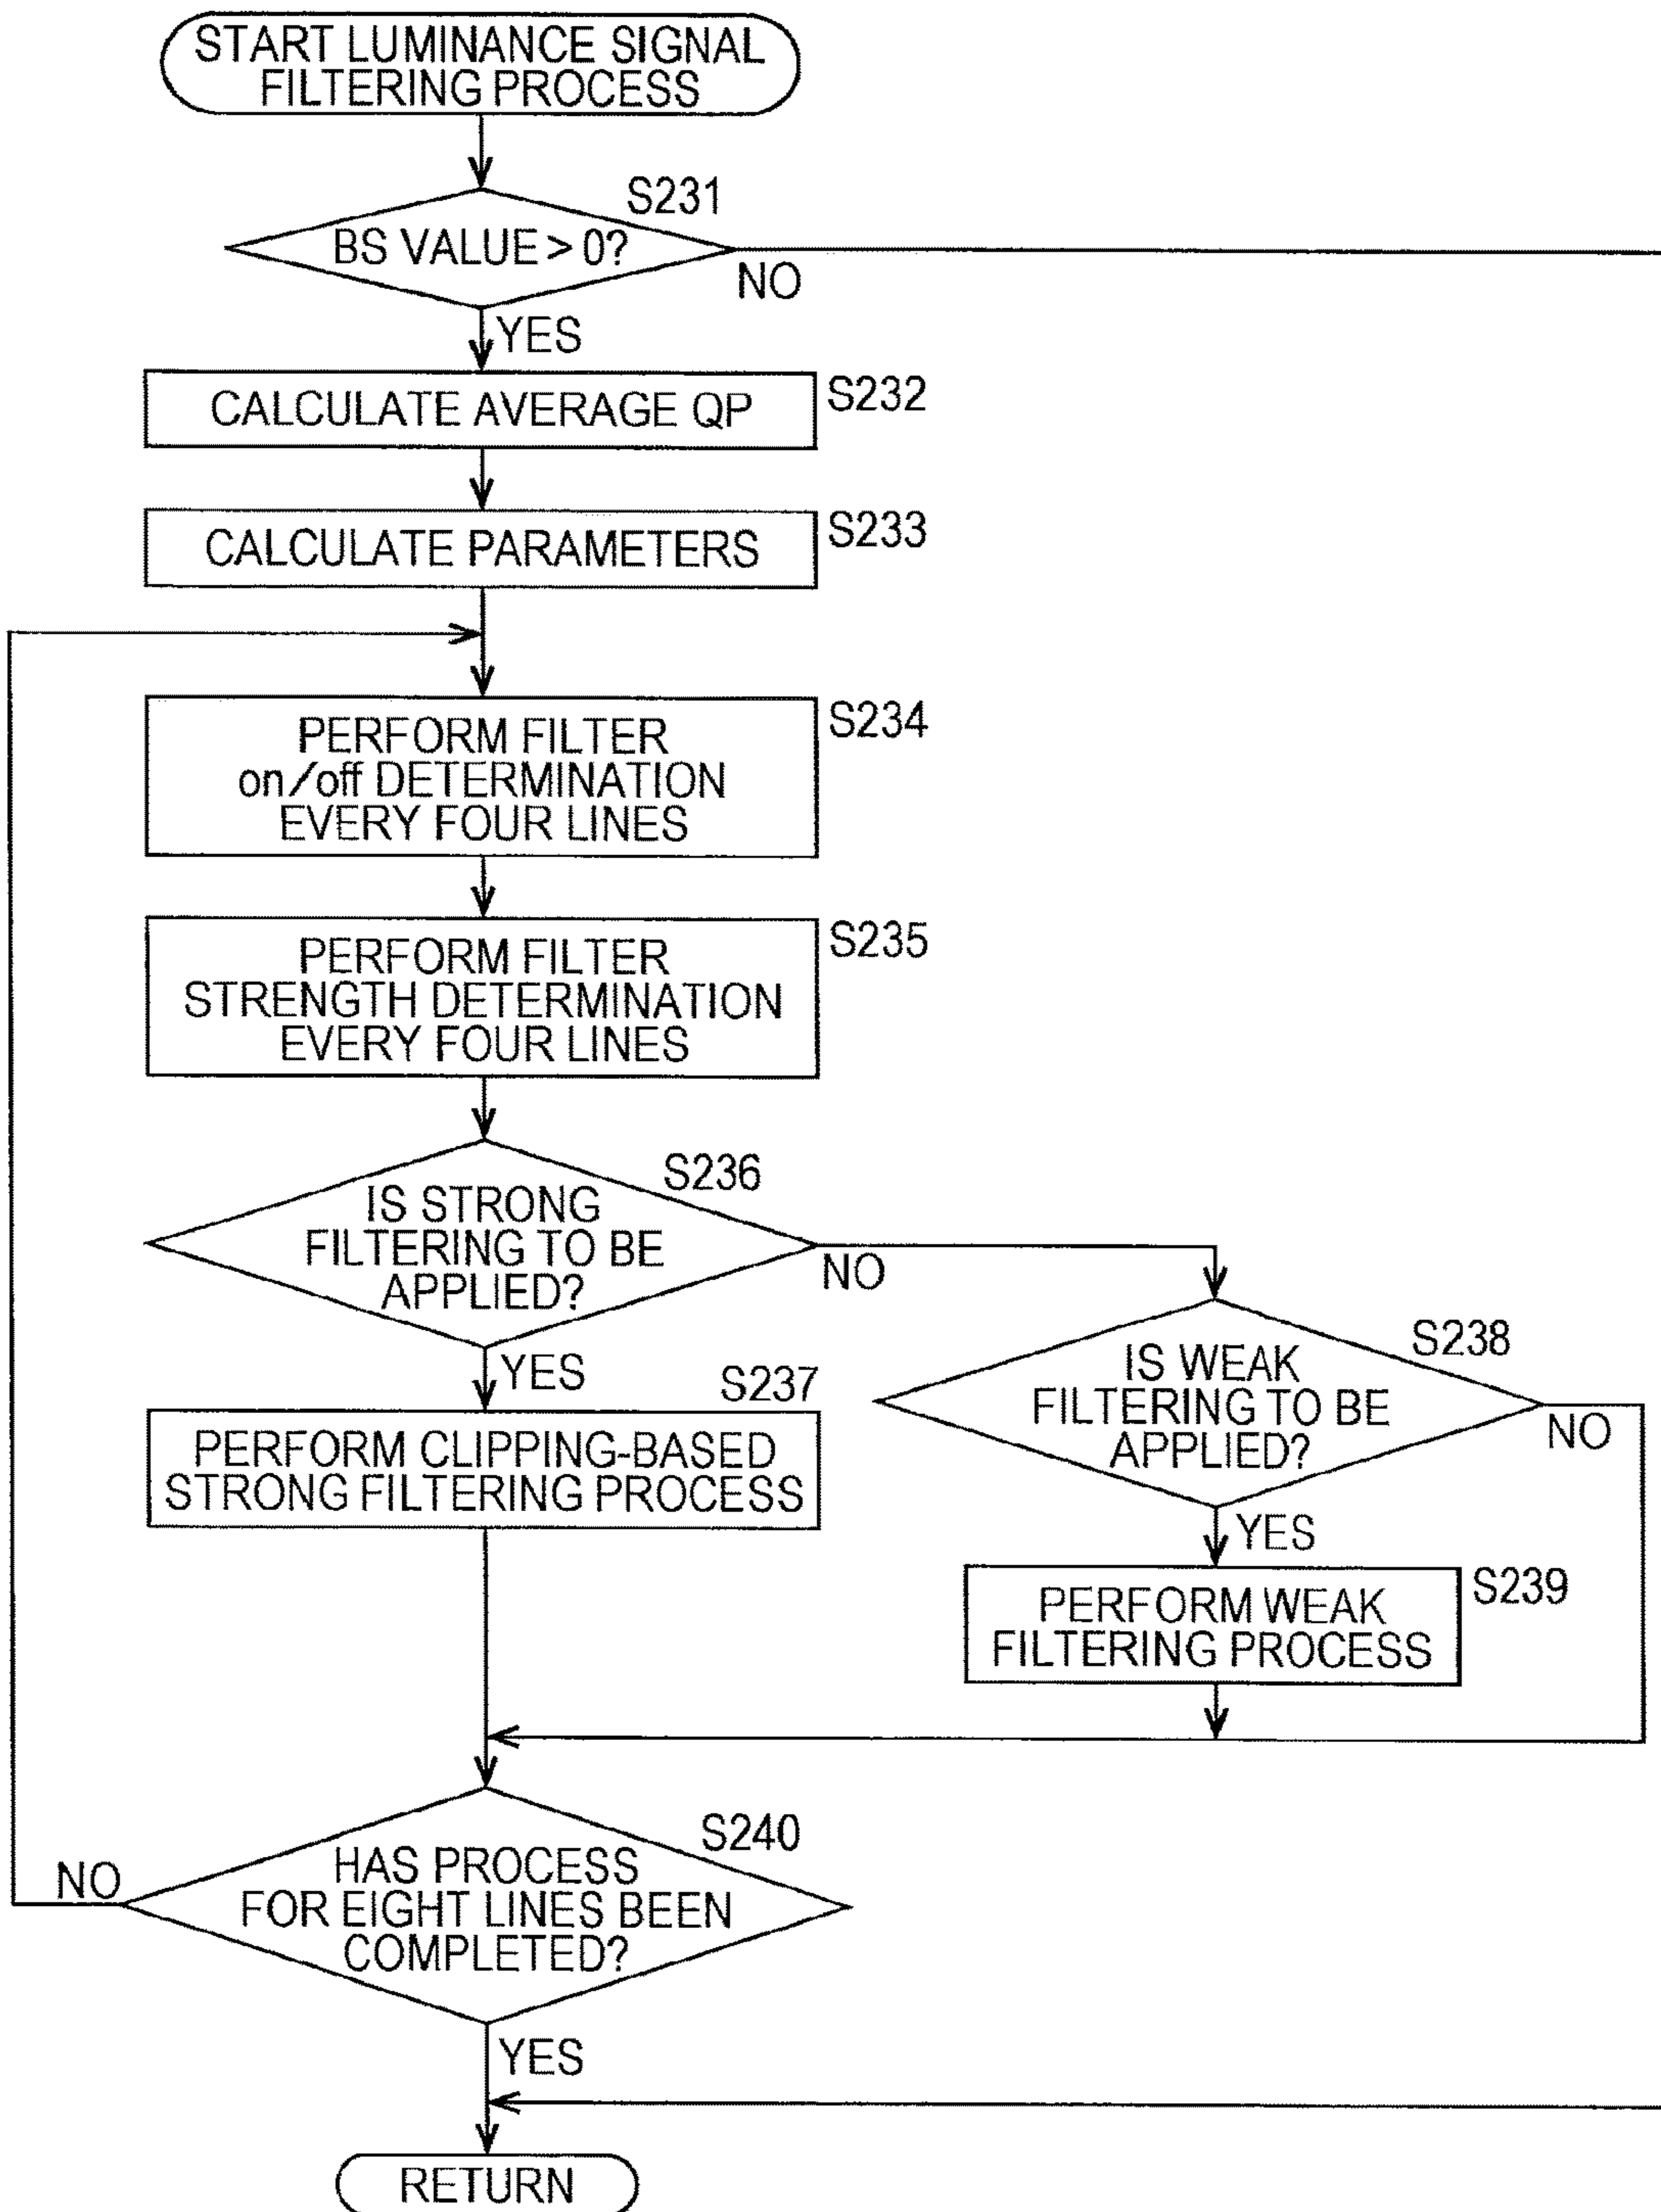 START LUMINANCE SIGNAL
FILTERING PROCESS
S231
BS VALUE > 0?
NO
YES
CALCULATE AVERAGE QP
S232
CALCULATE PARAMETERS
S233
PERFORM FILTER
on/off DETERMINATION
EVERY FOUR LINES
S234
PERFORM FILTER
STRENGTH DETERMINATION
EVERY FOUR LINES
S235
S236
IS STRONG
FILTERING TO BE
APPLIED?
NO
YES
S237
PERFORM CLIPPING-BASED
STRONG FILTERING PROCESS
S238
IS WEAK
FILTERING TO BE
APPLIED?
NO
YES
S239
PERFORM WEAK
FILTERING PROCESS
S240
HAS PROCESS
FOR EIGHT LINES BEEN
COMPLETED?
NO
YES
RETURN